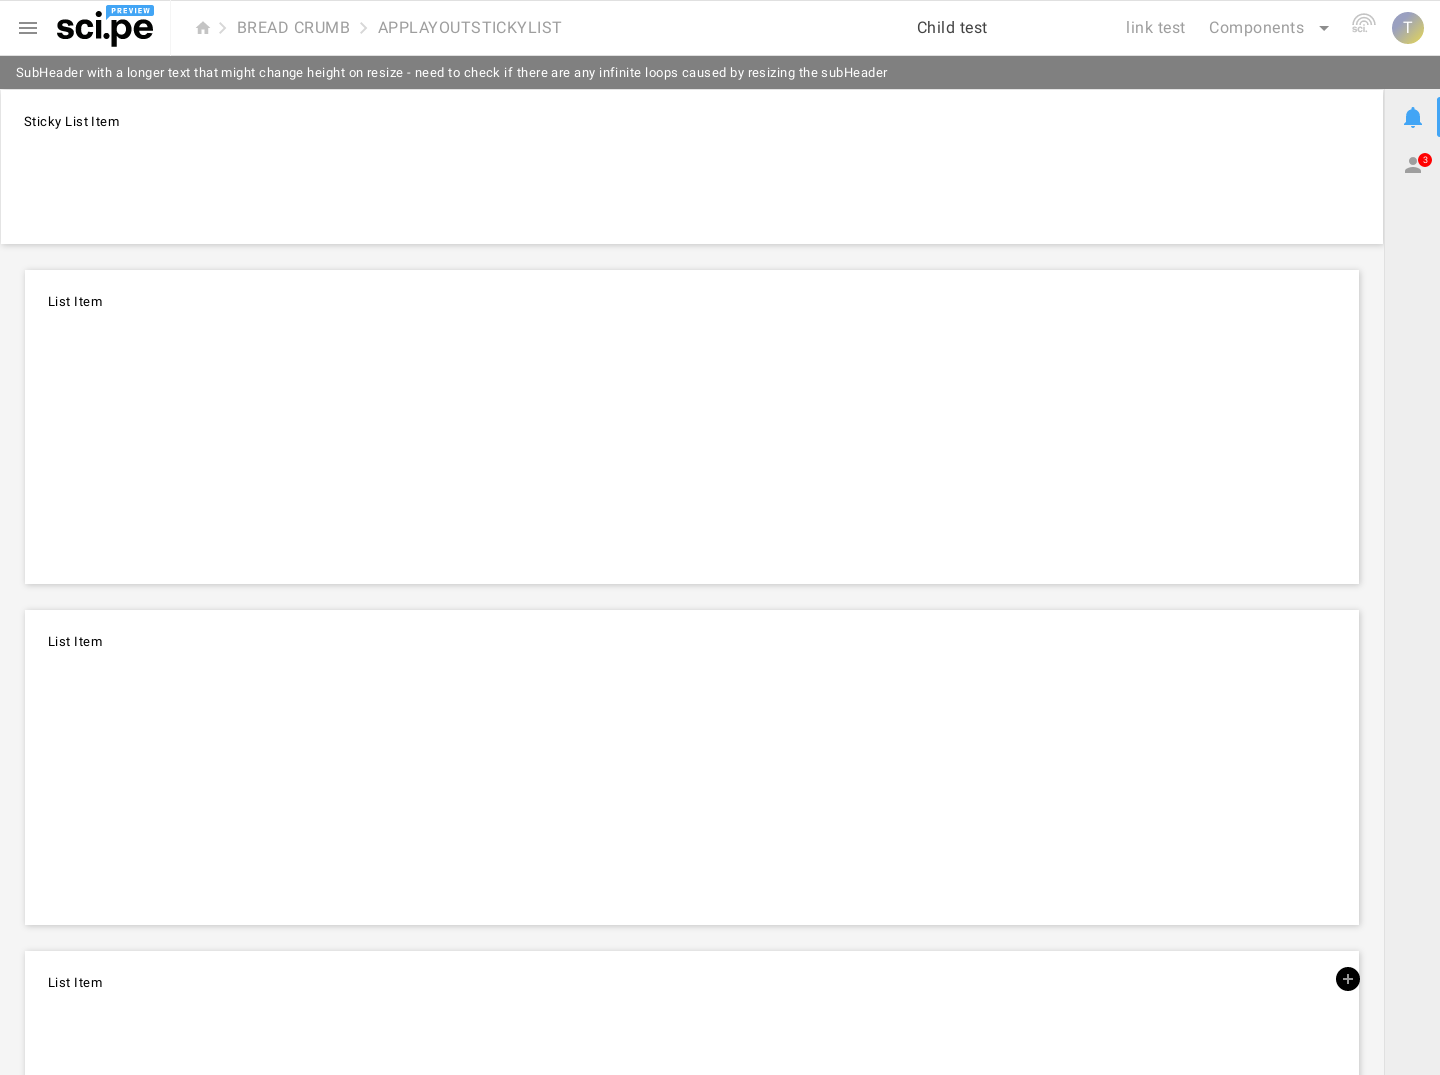 PREVIEW
sci.pe
BREAD CRUMB
APPLAYOUTSTICKYLIST
Child test
link test
Components
sci.
T
SubHeader with a longer text that might change height on resize - need to check if there are any infinite loops caused by resizing the subHeader
Sticky List Item
3
List Item
List Item
List Item